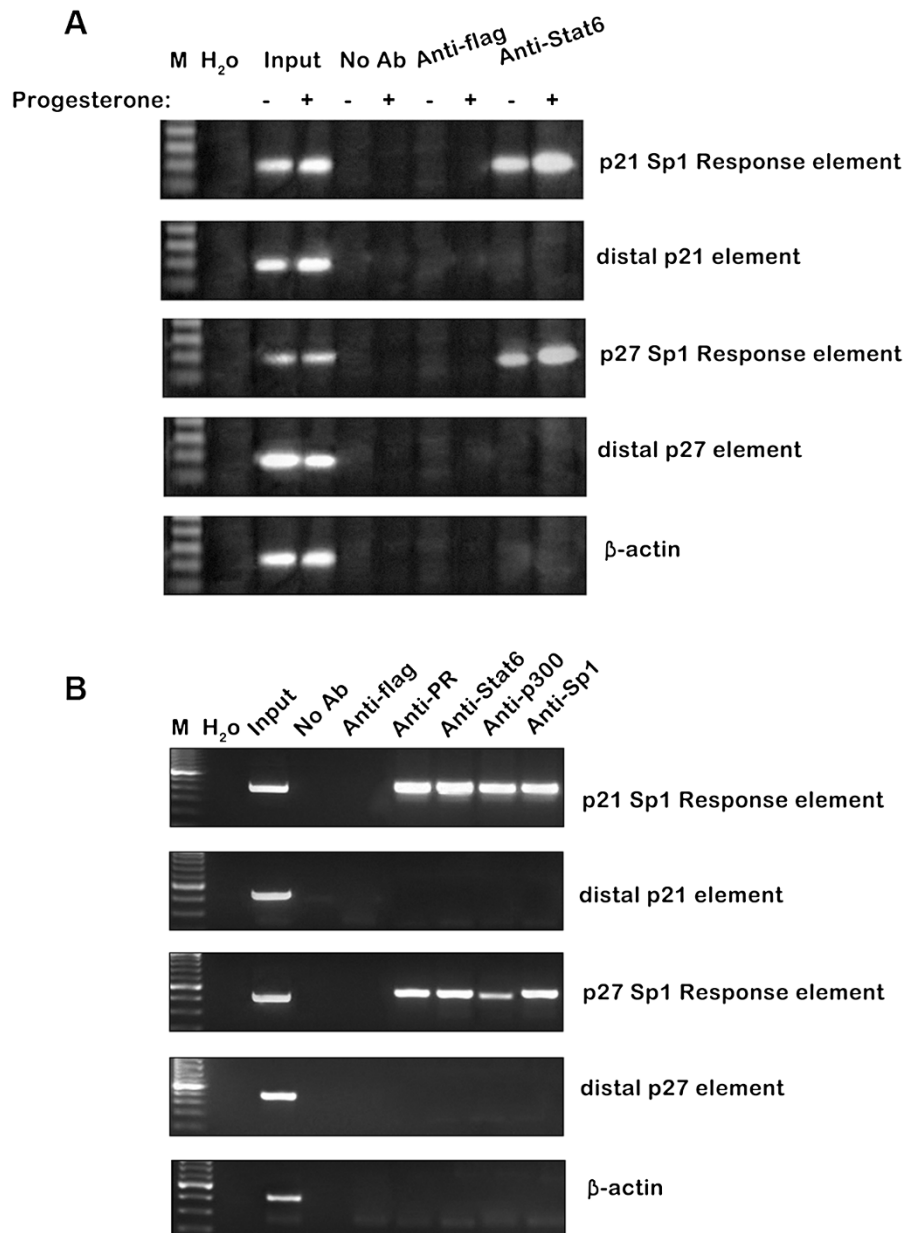 A
M H₂o Input No Ab Anti-flag Anti-Stat6
Progesterone: - + - + - + - +
p21 Sp1 Response element
distal p21 element
p27 Sp1 Response element
distal p27 element
β-actin
B
M H₂o Input No Ab Anti-flag Anti-PR Anti-Stat6 Anti-p300 Anti-Sp1
p21 Sp1 Response element
distal p21 element
p27 Sp1 Response element
distal p27 element
β-actin